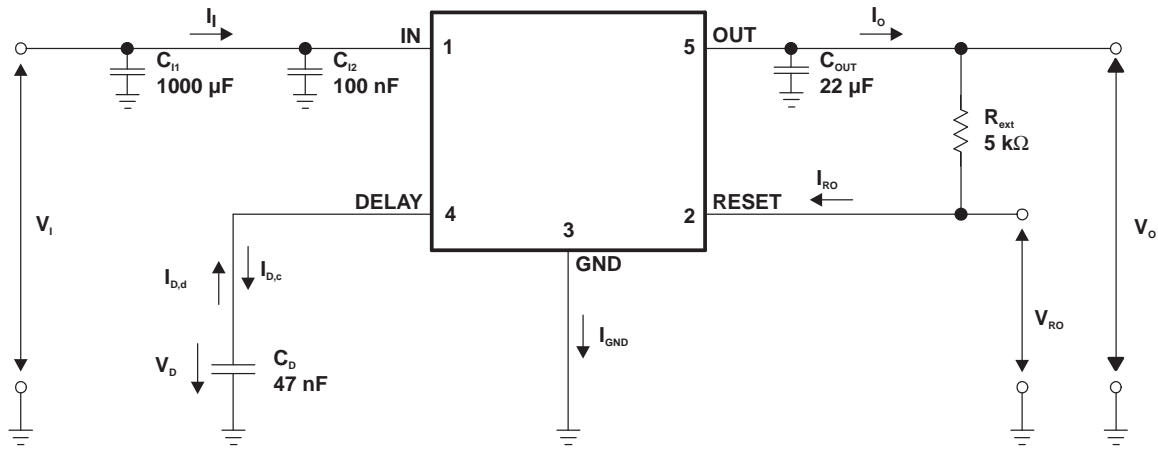 I_I
I_O
IN
1
5
OUT
C_I1
1000 µF
C_I2
100 nF
C_OUT
22 µF
R_ext
5 kΩ
I_RO
DELAY
4
2
RESET
V_I
3
V_O
GND
I_D,d
I_D,c
I_GND
V_RO
V_D
C_D
47 nF